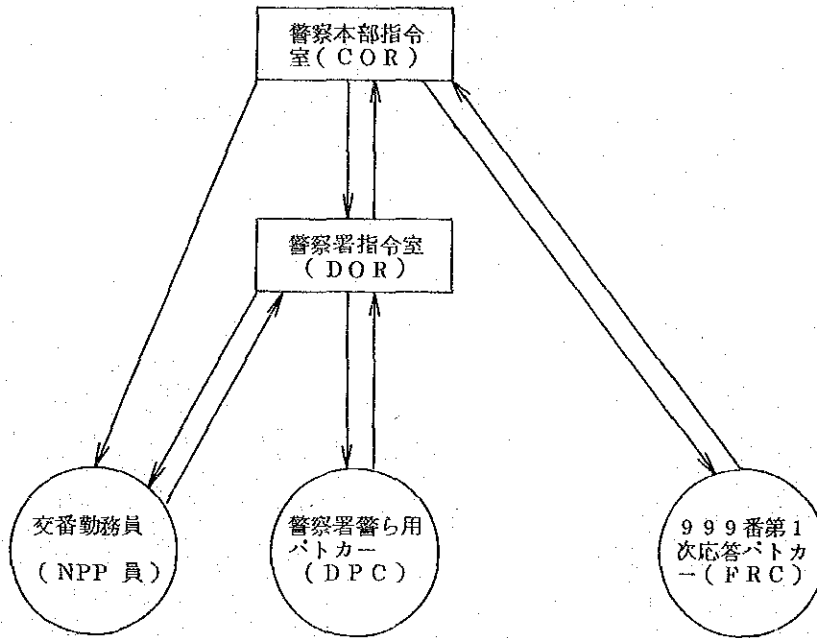 警察本部指令
室(COR)
警察署指令室
(DOR)
交番勤務員
(NPP 員)
警察署警ら用
パトカー
(DPC)
999番第1
次応答パトカ
ー(FRC)